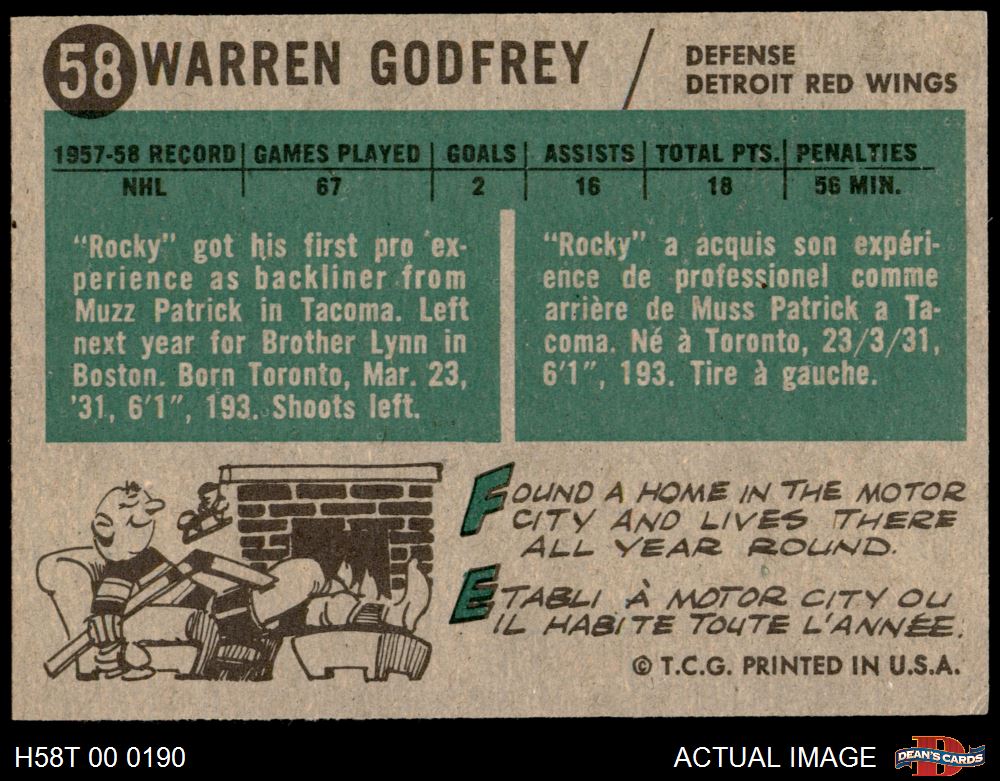 58 WARREN GODFREY / DEFENSE
DETROIT RED WINGS
1957-58 RECORD | GAMES PLAYED | GOALS | ASSISTS | TOTAL PTS. | PENALTIES
NHL | 67 | 2 | 16 | 18 | 56 MIN.
"Rocky" got his first pro ex-
perience as backliner from
Muzz Patrick in Tacoma. Left
next year for Brother Lynn in
Boston. Born Toronto, Mar. 23,
'31, 6'1", 193. Shoots left.
"Rocky" a acquis son expéri-
ence de professionel comme
arrière de Muss Patrick a Ta-
coma. Né à Toronto, 23/3/31,
6'1", 193. Tire à gauche.
FOUND A HOME IN THE MOTOR
CITY AND LIVES THERE
ALL YEAR ROUND.
ETABLI À MOTOR CITY OU
IL HABITE TOUTE L'ANNÉE.
© T.C.G. PRINTED IN U.S.A.
H58T 00 0190
ACTUAL IMAGE
DEAN'S CARDS